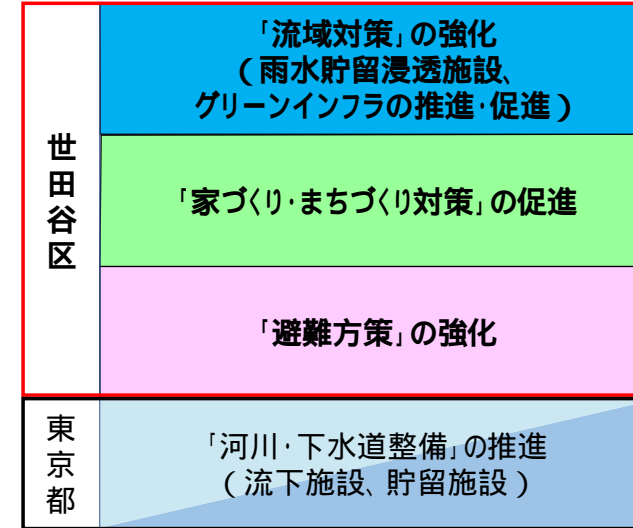 世田谷区
「流域対策」の強化
(雨水貯留浸透施設、
グリーンインフラの推進・促進)
「家づくり・まちづくり対策」の促進
「避難方策」の強化
東京都
「河川・下水道整備」の推進
(流下施設、貯留施設)